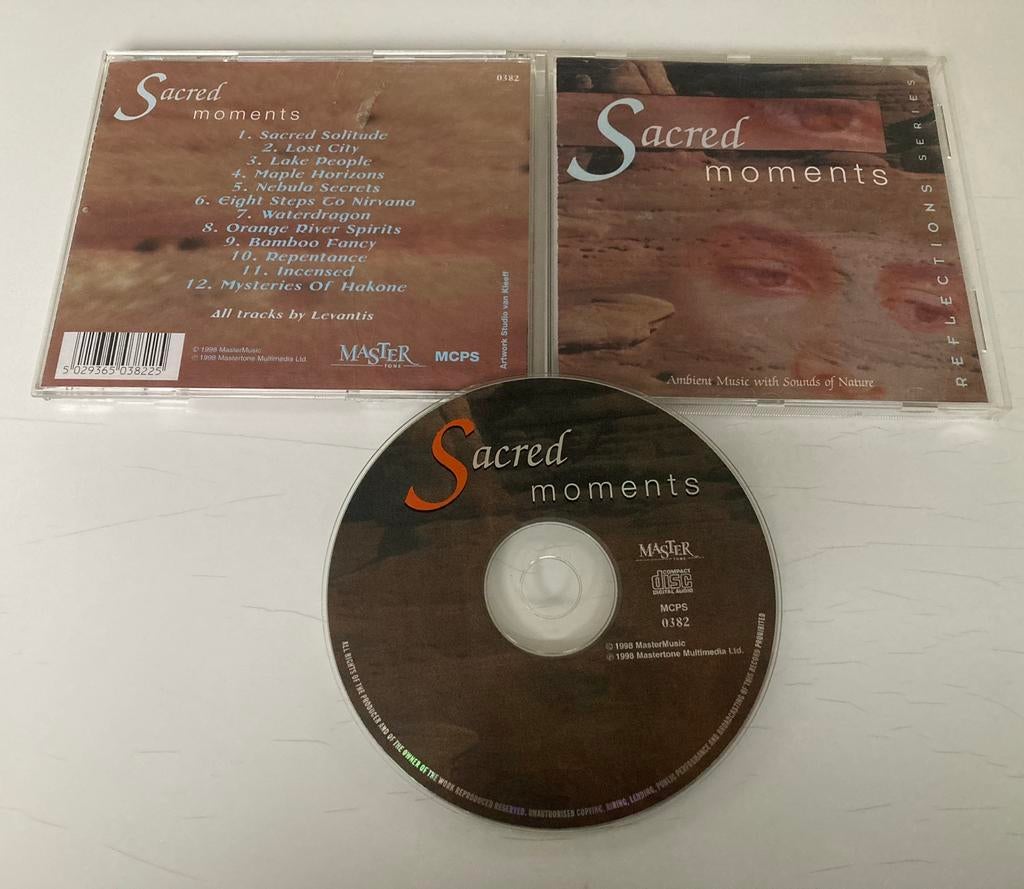 Sacred
moments
0382
1. Sacred Solitude
2. Lost City
3. Lake People
4. Maple Horizons
5. Nebula Secrets
6. Eight Steps To Nirvana
7. Waterdragon
8. Orange River Spirits
9. Bamboo Fancy
10. Repentance
11. Incensed
12. Mysteries Of Hakone
All tracks by Levantis
5 029365 038225
© 1998 MasterMusic
℗ 1998 Mastertone Multimedia Ltd.
MASTER
TONE
MCPS
Artwork Studio van Kleeff
Sacred
moments
REFLECTIONS SERIES
Ambient Music with Sounds of Nature
Sacred
moments
MASTER
TONE
COMPACT
disc
DIGITAL AUDIO
MCPS
0382
© 1998 MasterMusic
℗ 1998 Mastertone Multimedia Ltd.
ALL RIGHTS OF THE PRODUCER AND OF THE OWNER OF THE WORK REPRODUCED RESERVED. UNAUTHORISED COPYING, HIRING, LENDING, PUBLIC PERFORMANCE AND BROADCASTING OF THIS RECORD PROHIBITED